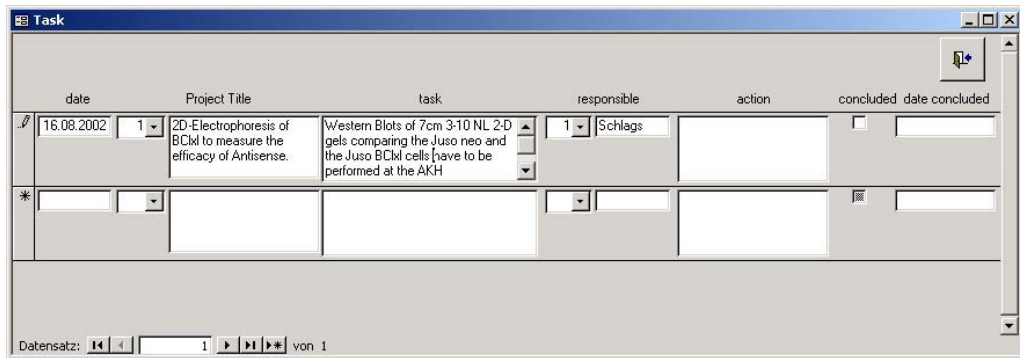 Task
date Project Title task responsible action concluded date concluded
16.08.2002 1 2D-Electrophoresis of BClxl to measure the efficacy of Antisense. Western Blots of 7cm 3-10 NL 2-D gels comparing the Juso neo and the Juso BClxl cells have to be performed at the AKH 1 Schlags
Datensatz: 1 von 1